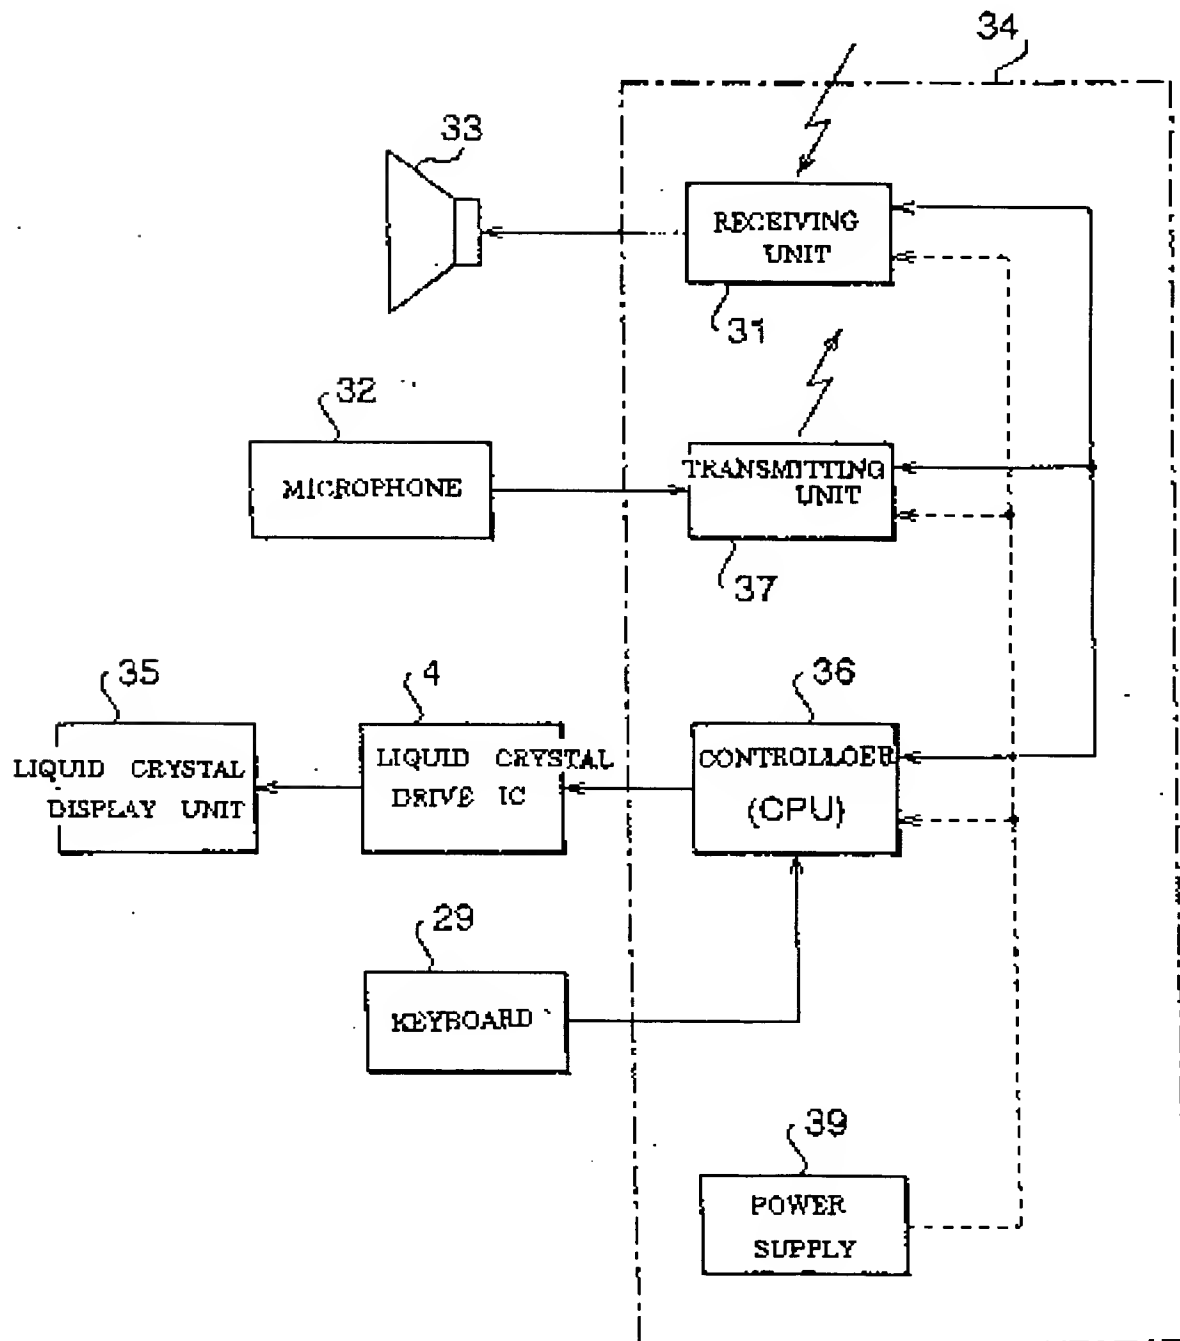 34
33
RECEIVING
UNIT
31
32
MICROPHONE
TRANSMITTING
UNIT
37
35
LIQUID CRYSTAL
DISPLAY UNIT
4
LIQUID CRYSTAL
DRIVE IC
36
CONTROLLOER
(CPU)
29
KEYBOARD
39
POWER
SUPPLY